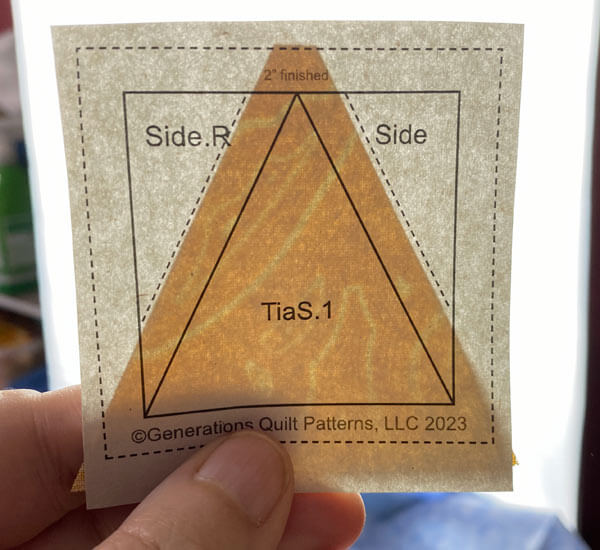 2" finished
Side.R Side
TiaS.1
©Generations Quilt Patterns, LLC 2023